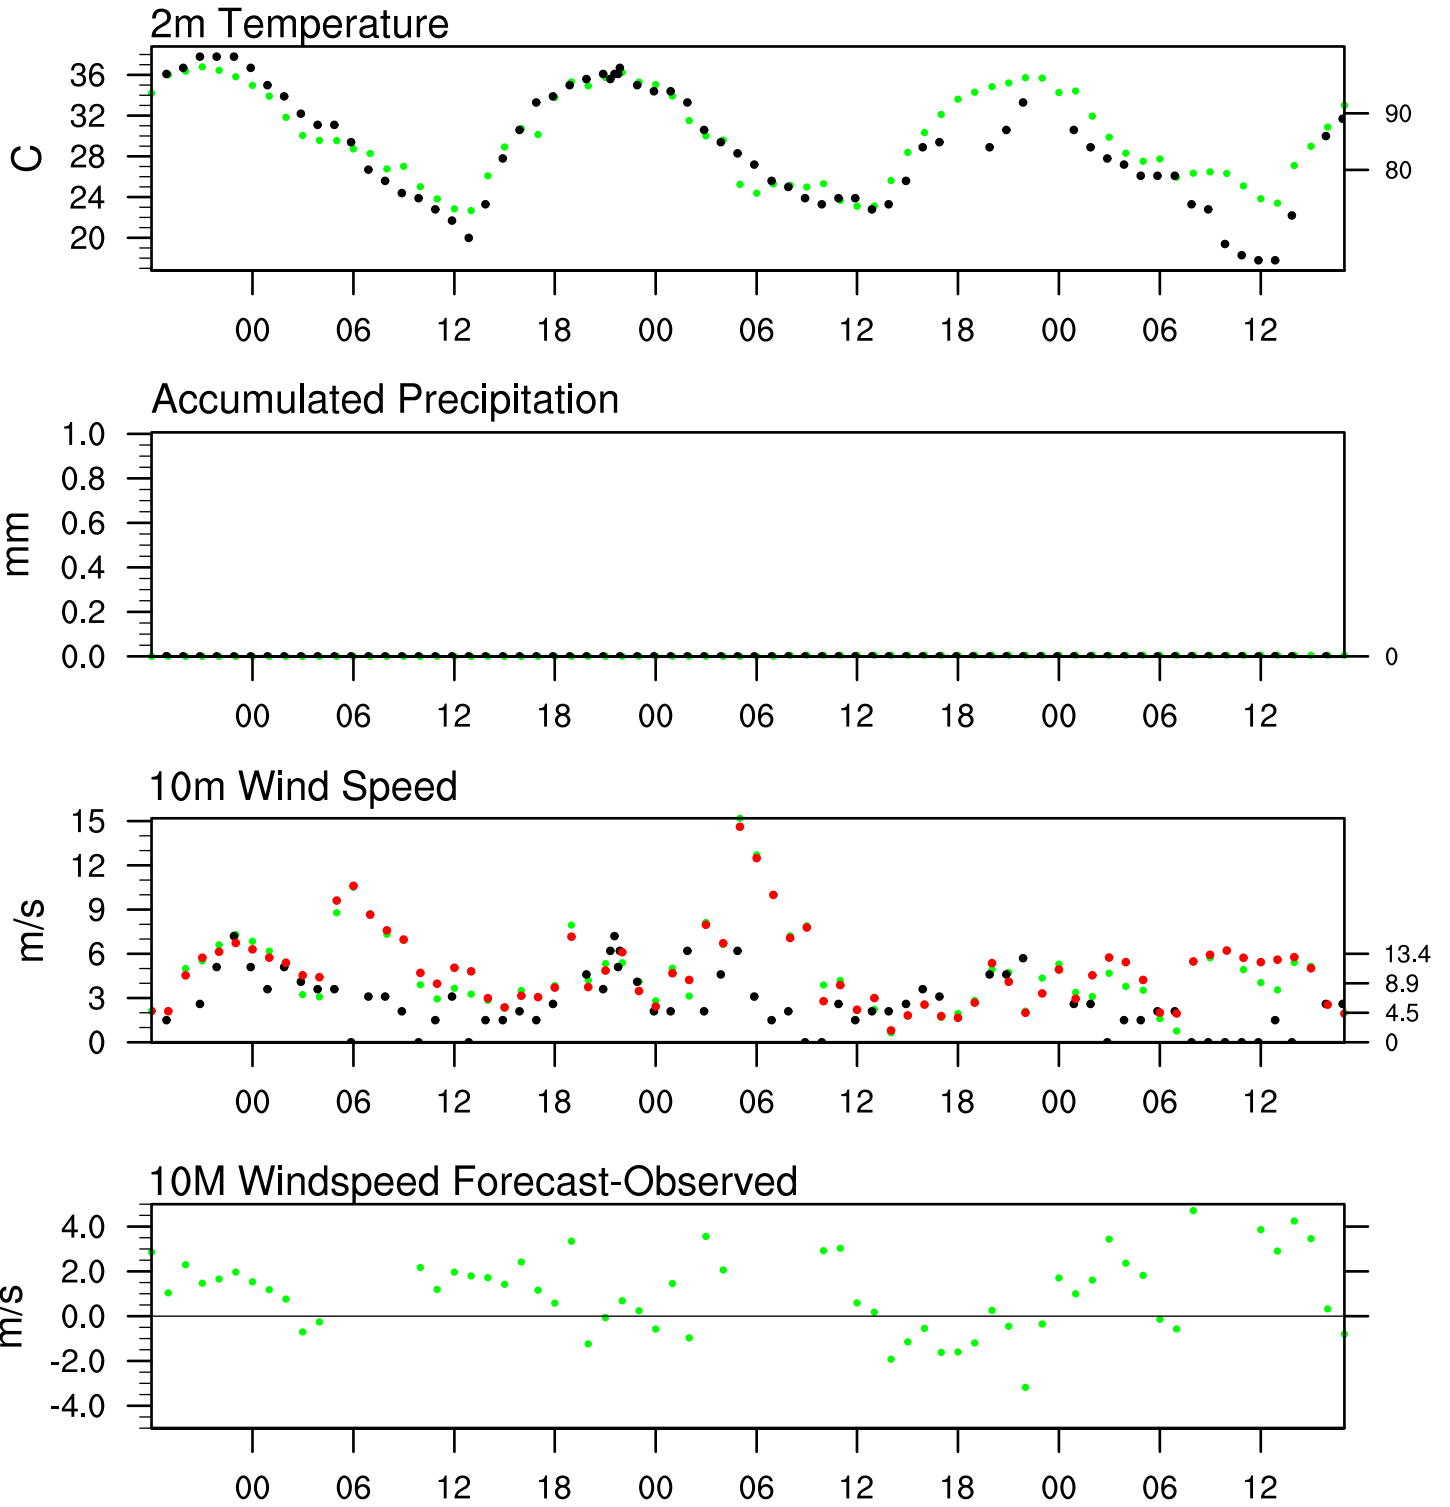 2m Temperature
36
32
28
24
20
C
90
80
00 06 12 18 00 06 12 18 00 06 12
Accumulated Precipitation
1.0
0.8
0.6
0.4
0.2
0.0
mm
0
00 06 12 18 00 06 12 18 00 06 12
10m Wind Speed
15
12
9
6
3
0
m/s
13.4
8.9
4.5
0
00 06 12 18 00 06 12 18 00 06 12
10M Windspeed Forecast-Observed
4.0
2.0
0.0
-2.0
-4.0
m/s
00 06 12 18 00 06 12 18 00 06 12